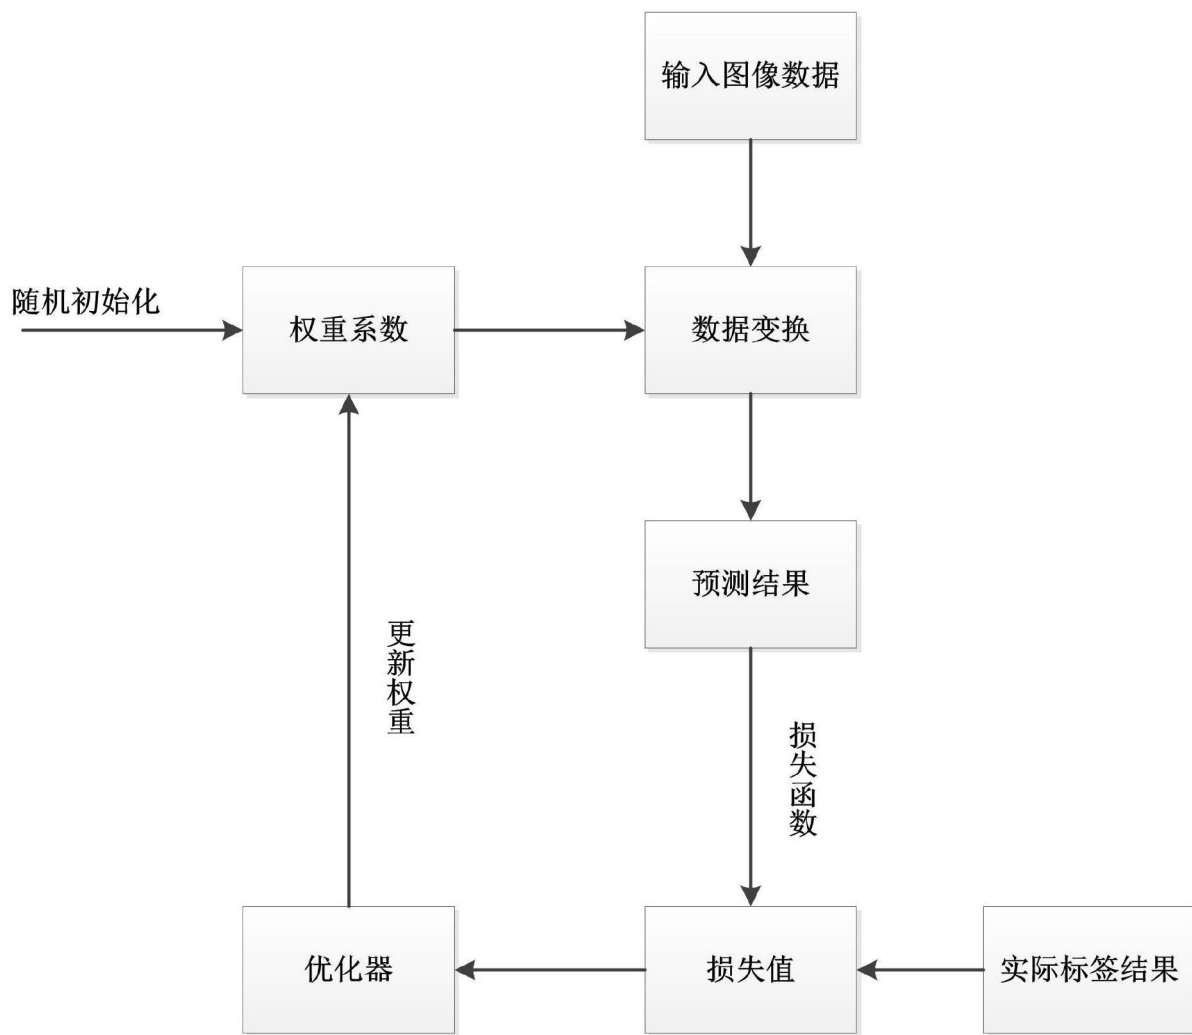 输入图像数据
随机初始化
权重系数
数据变换
预测结果
更新权重
损失函数
优化器
损失值
实际标签结果